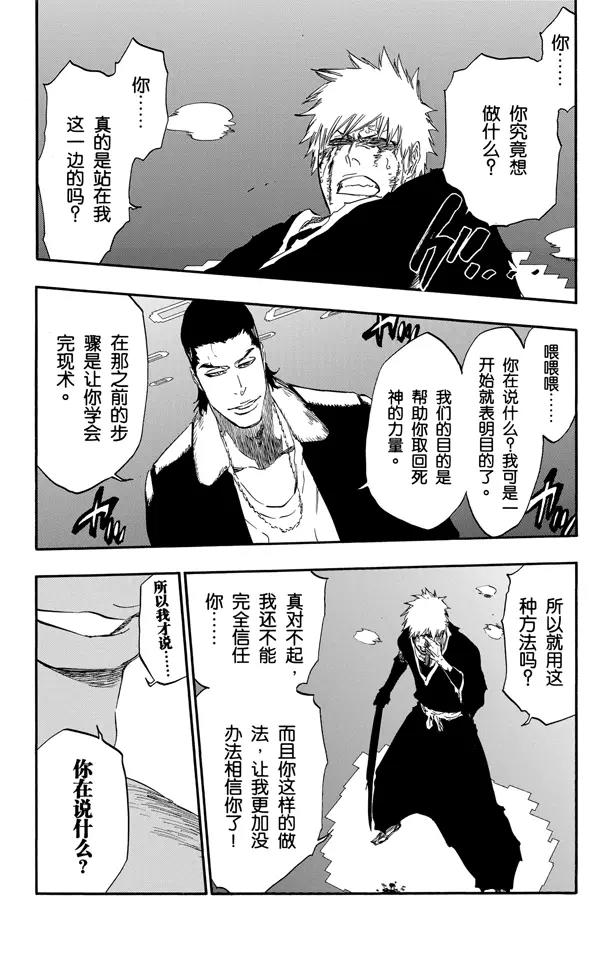 你……
你究竟想
做什么？
你……
真的是站在我
这一边的吗？
喂喂喂……
你在说什么？我可是一
开始就表明目的了。
我们的目的是
帮助你取回死
神的力量。
在那之前的步
骤是让你学会
完现术。
所以就用这
种方法吗？
真对不起，
我还不能
完全信任
你……
而且你这样的做
法，让我更加没
办法相信你了！
所以我才说……
你在说什么？